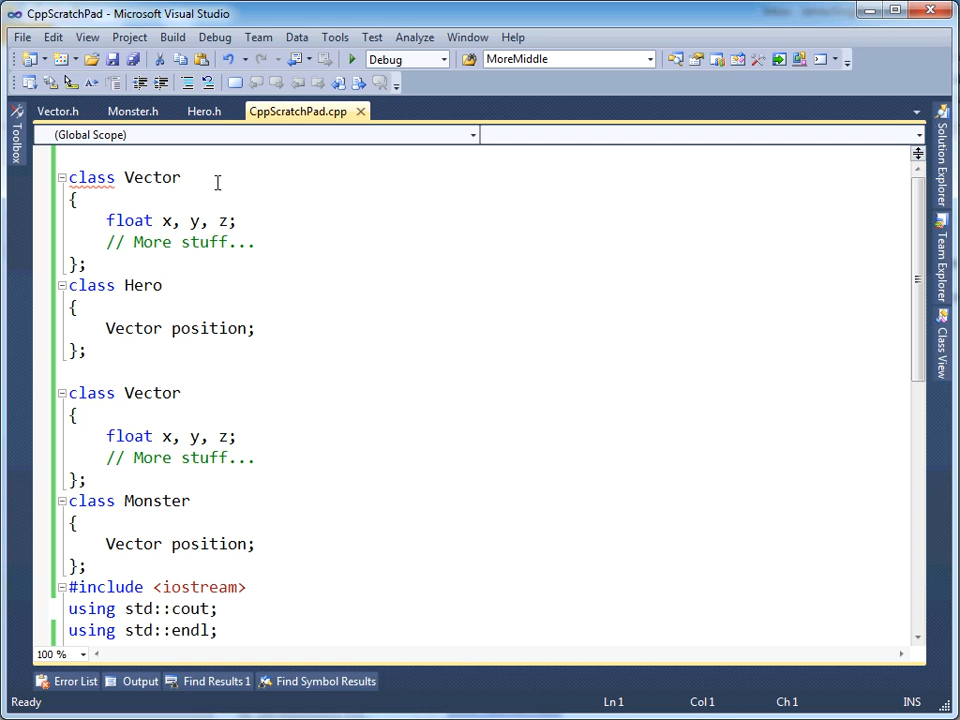 CppScratchPad - Microsoft Visual Studio
File Edit View Project Build Debug Team Data Tools Test Analyze Window Help
Debug MoreMiddle
Vector.h Monster.h Hero.h CppScratchPad.cpp
(Global Scope)
class Vector
{
float x, y, z;
// More stuff...
};
class Hero
{
Vector position;
};
class Vector
{
float x, y, z;
// More stuff...
};
class Monster
{
Vector position;
};
#include <iostream>
using std::cout;
using std::endl;
100 %
Error List Output Find Results 1 Find Symbol Results
Ready Ln 1 Col 1 Ch 1 INS
Toolbox
Solution Explorer
Team Explorer
Class View